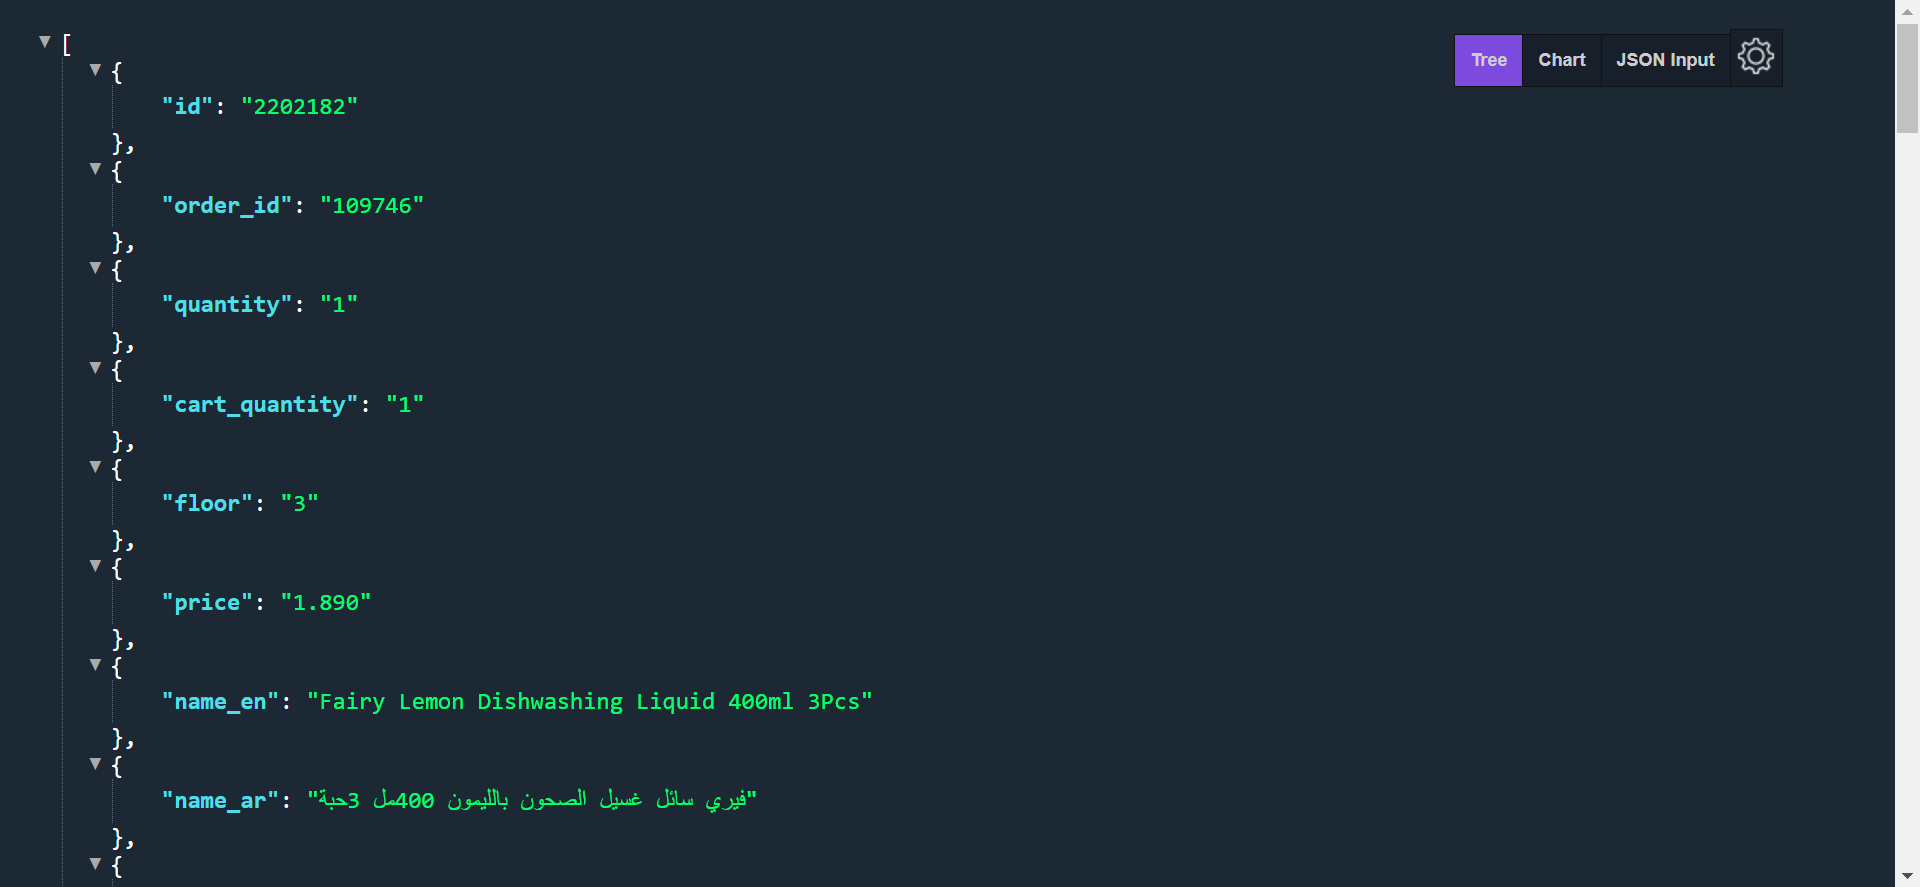 [
{
"id": "2202182"
},
{
"order_id": "109746"
},
{
"quantity": "1"
},
{
"cart_quantity": "1"
},
{
"floor": "3"
},
{
"price": "1.890"
},
{
"name_en": "Fairy Lemon Dishwashing Liquid 400ml 3Pcs"
},
{
"name_ar": "فيري سائل غسيل الصحون بالليمون 400مل 3حبة"
},
{
Tree Chart JSON Input